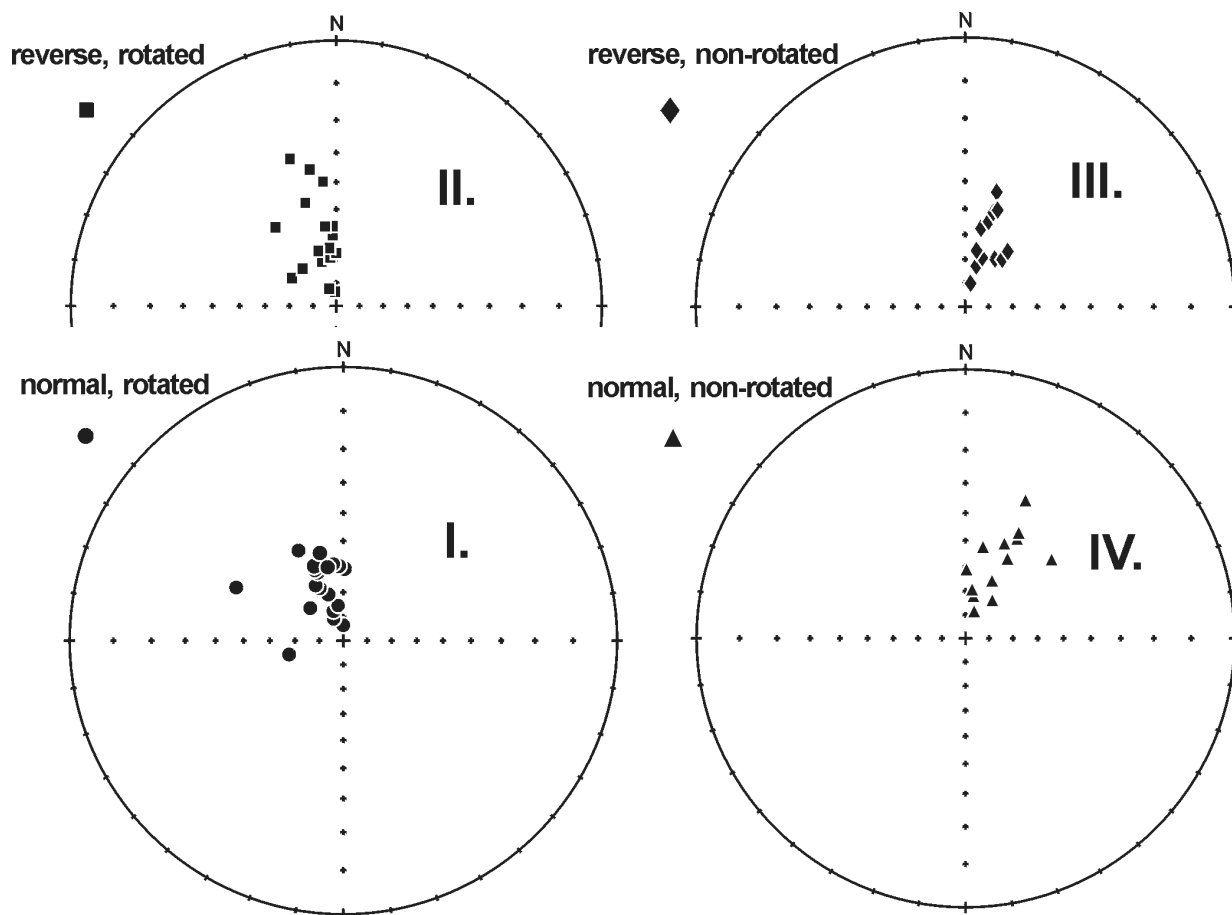 N
reverse, rotated
II.
N
reverse, non-rotated
III.
N
normal, rotated
I.
N
normal, non-rotated
IV.